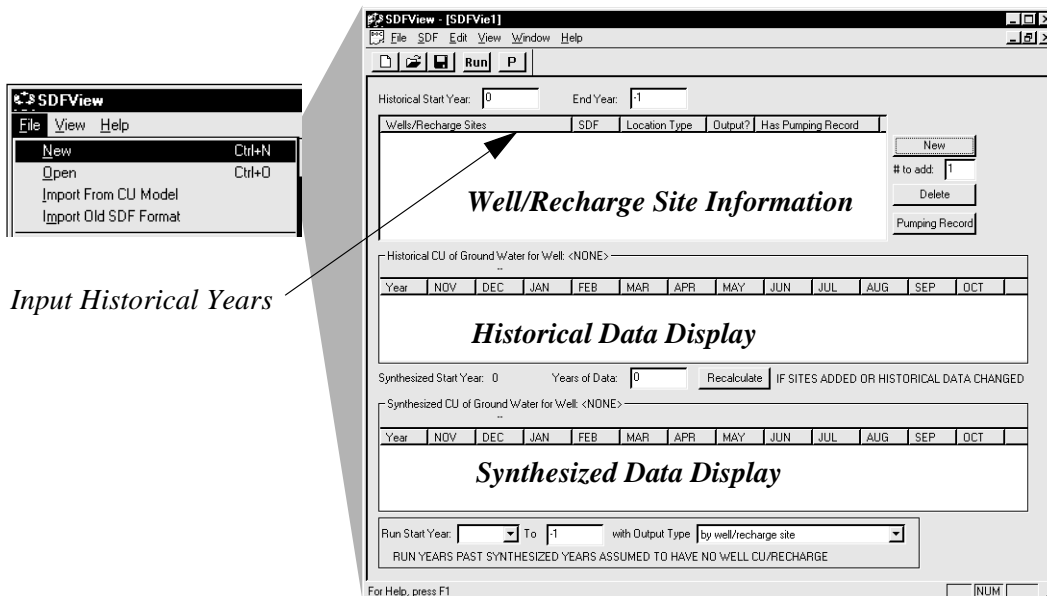 SDFView
File View Help
New Ctrl+N
Open Ctrl+O
Import From CU Model
Import Old SDF Format
Input Historical Years
SDFView - [SDFVie1]
File SDF Edit View Window Help
Run P
Historical Start Year: 0 End Year: -1
Wells/Recharge Sites SDF Location Type Output? Has Pumping Record
New
# to add: 1
Delete
Pumping Record
Well/Recharge Site Information
Historical CU of Ground Water for Well: <NONE>
--
Year NOV DEC JAN FEB MAR APR MAY JUN JUL AUG SEP OCT
Historical Data Display
Synthesized Start Year: 0 Years of Data: 0 Recalculate IF SITES ADDED OR HISTORICAL DATA CHANGED
Synthesized CU of Ground Water for Well: <NONE>
--
Year NOV DEC JAN FEB MAR APR MAY JUN JUL AUG SEP OCT
Synthesized Data Display
Run Start Year: To -1 with Output Type by well/recharge site
RUN YEARS PAST SYNTHESIZED YEARS ASSUMED TO HAVE NO WELL CU/RECHARGE
For Help, press F1 NUM